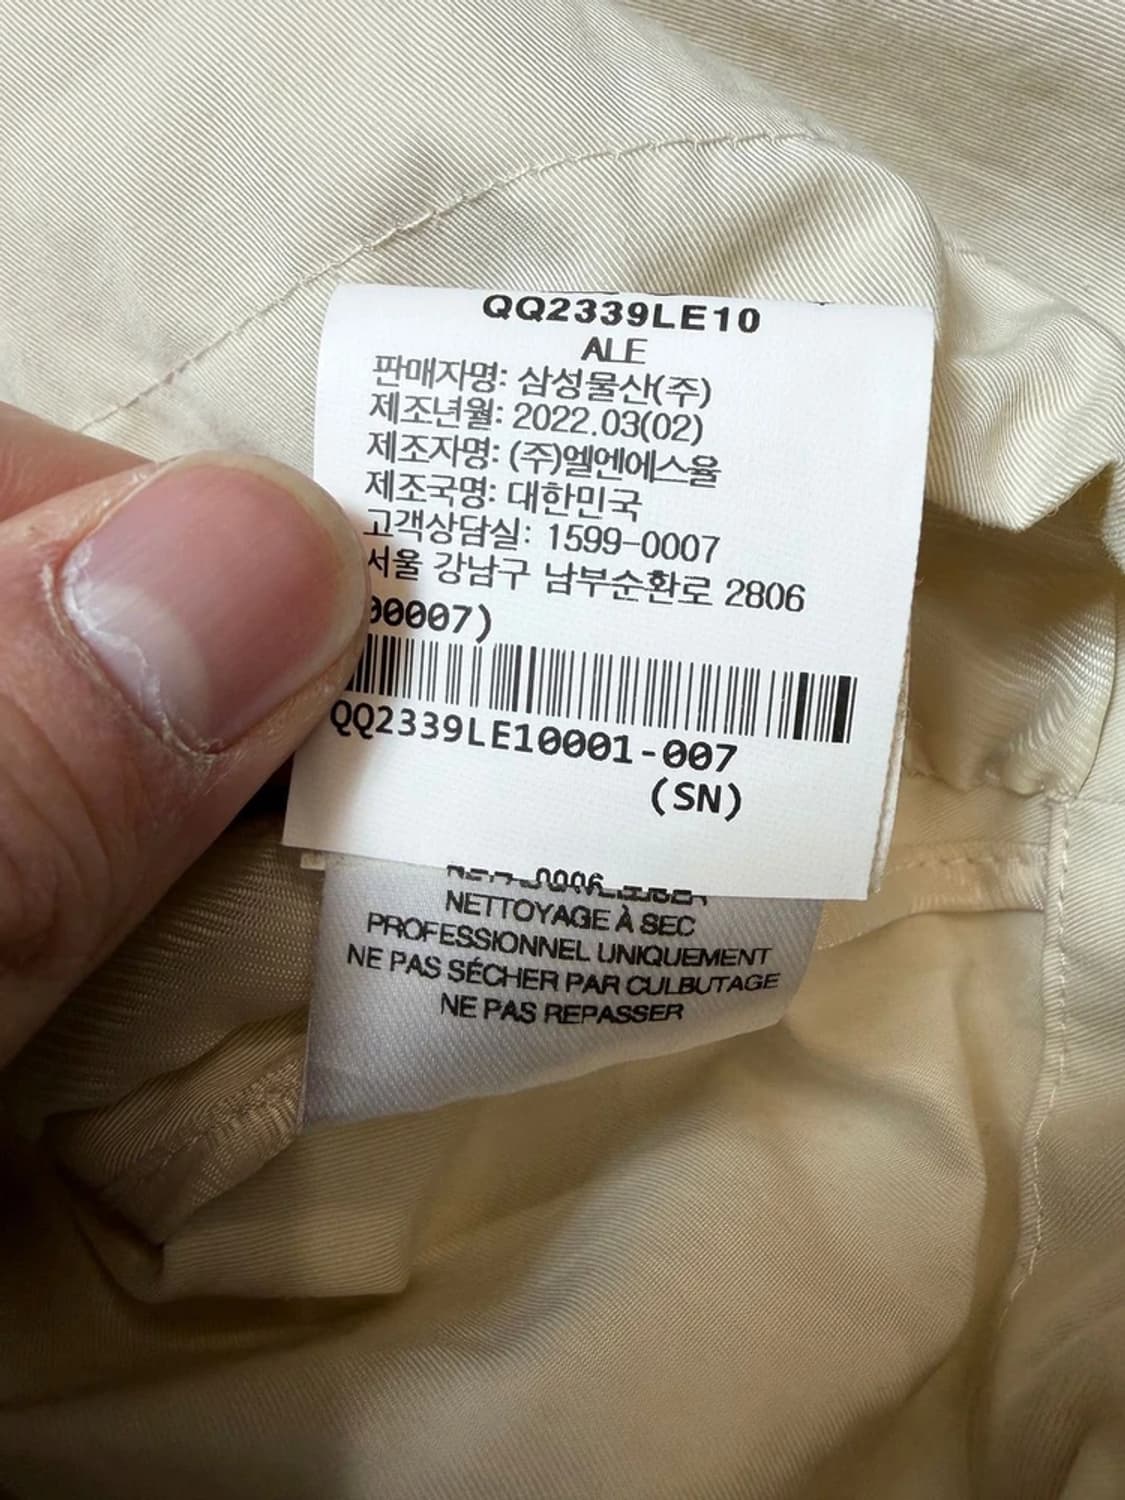 QQ2339LE10
ALE
판매자명: 삼성물산(주)
제조년월: 2022.03(02)
제조자명: (주)엘엔에스율
제조국명: 대한민국
고객상담실: 1599-0007
서울 강남구 남부순환로 2806
00007)
QQ2339LE10001-007
(SN)
NETTOYAGE À SEC
PROFESSIONNEL UNIQUEMENT
NE PAS SÉCHER PAR CULBUTAGE
NE PAS REPASSER